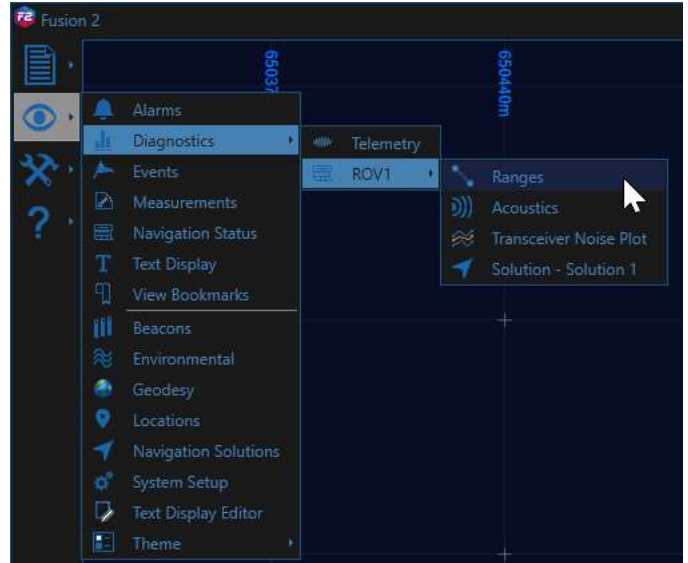 F2 Fusion 2
65037
650440m
Alarms
Diagnostics
Events
Measurements
Navigation Status
Text Display
View Bookmarks
Beacons
Environmental
Geodesy
Locations
Navigation Solutions
System Setup
Text Display Editor
Theme
Telemetry
ROV1
Ranges
Acoustics
Transceiver Noise Plot
Solution - Solution 1
?
T